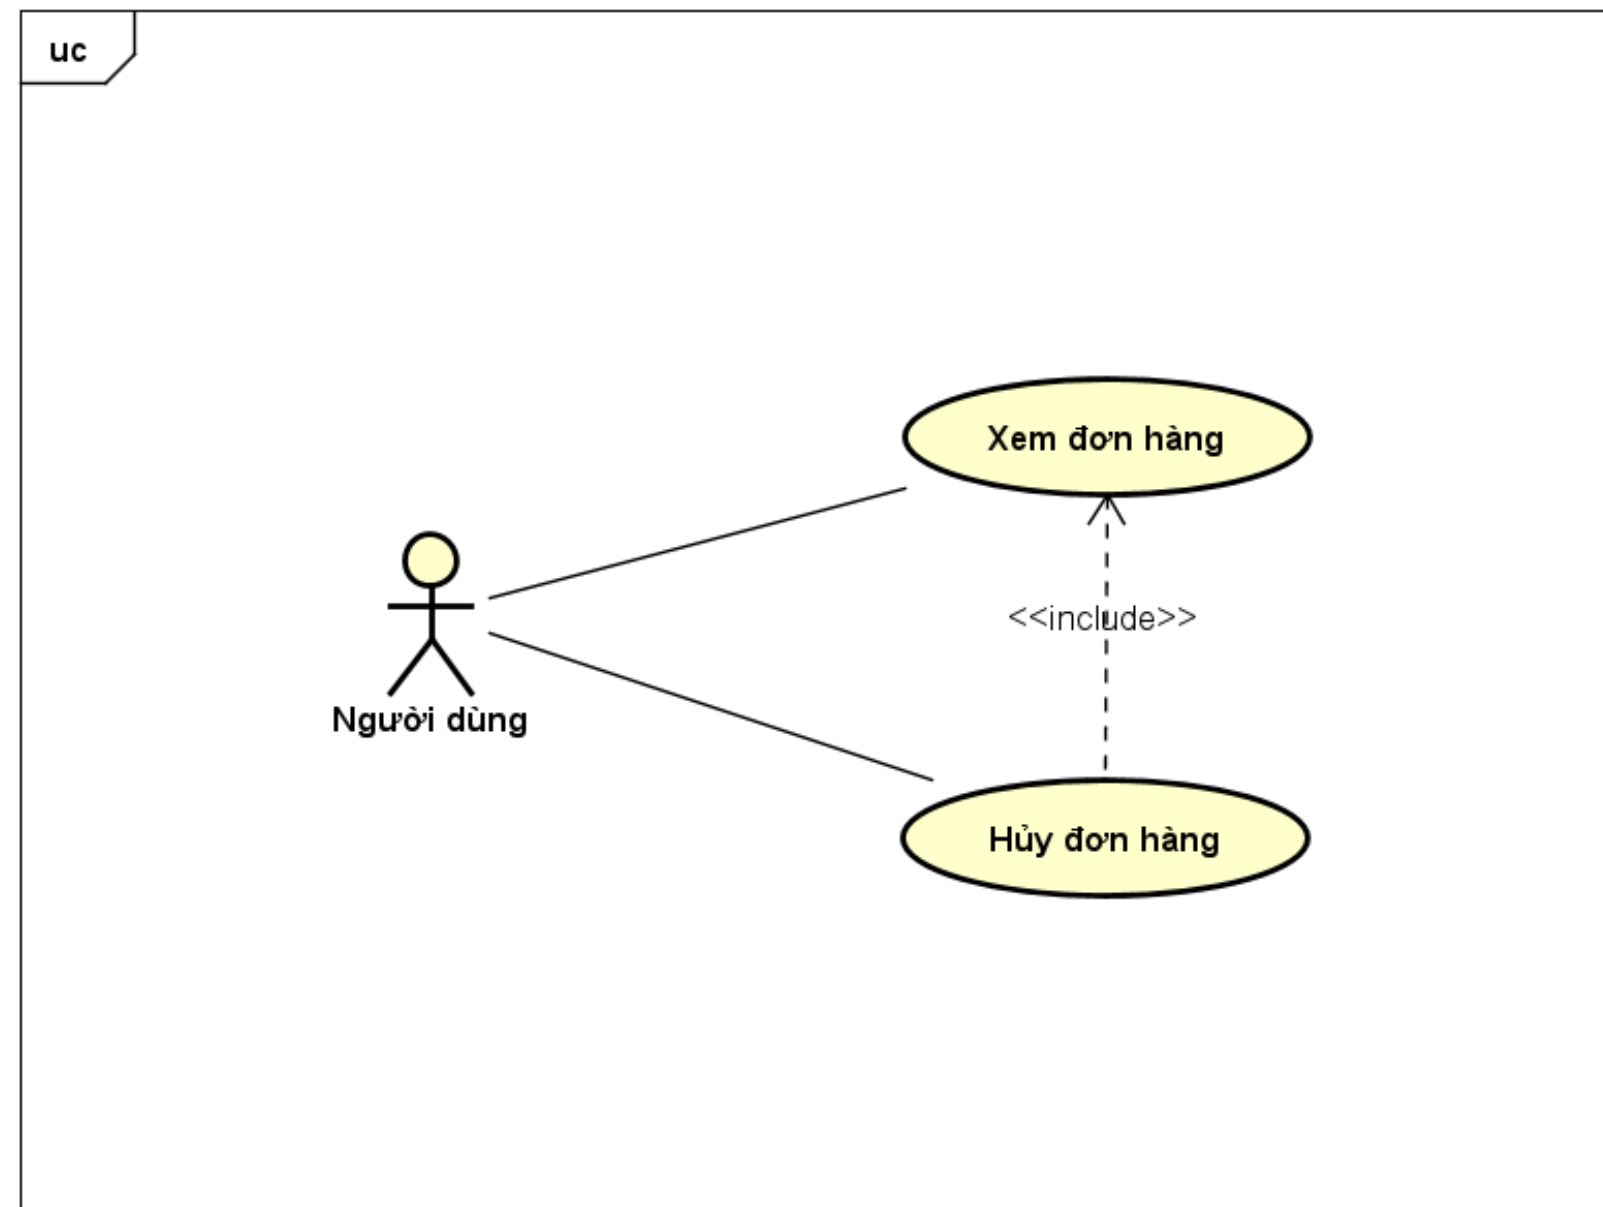 uc
Xem đơn hàng
<<include>>
Người dùng
Hủy đơn hàng